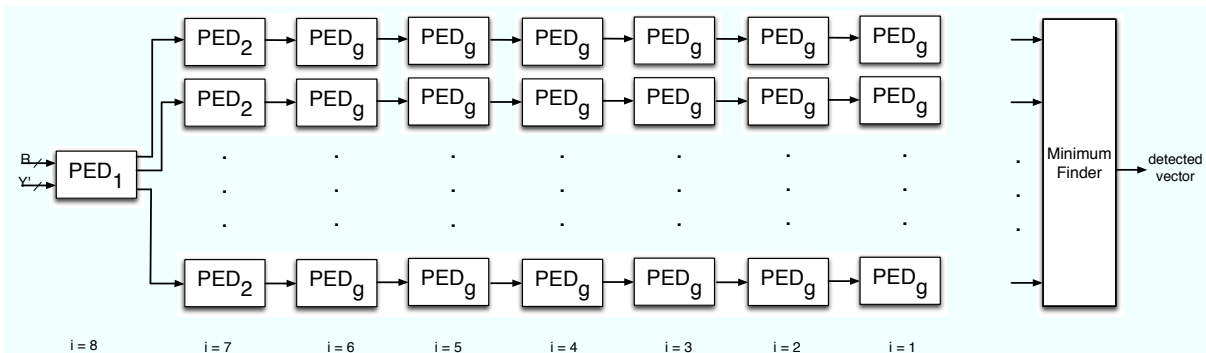 PED2 PEDg PEDg PEDg PEDg PEDg PEDg
PED2 PEDg PEDg PEDg PEDg PEDg PEDg
R
Y'
PED1
Minimum
Finder
detected
vector
PED2 PEDg PEDg PEDg PEDg PEDg PEDg
i = 8 i = 7 i = 6 i = 5 i = 4 i = 3 i = 2 i = 1